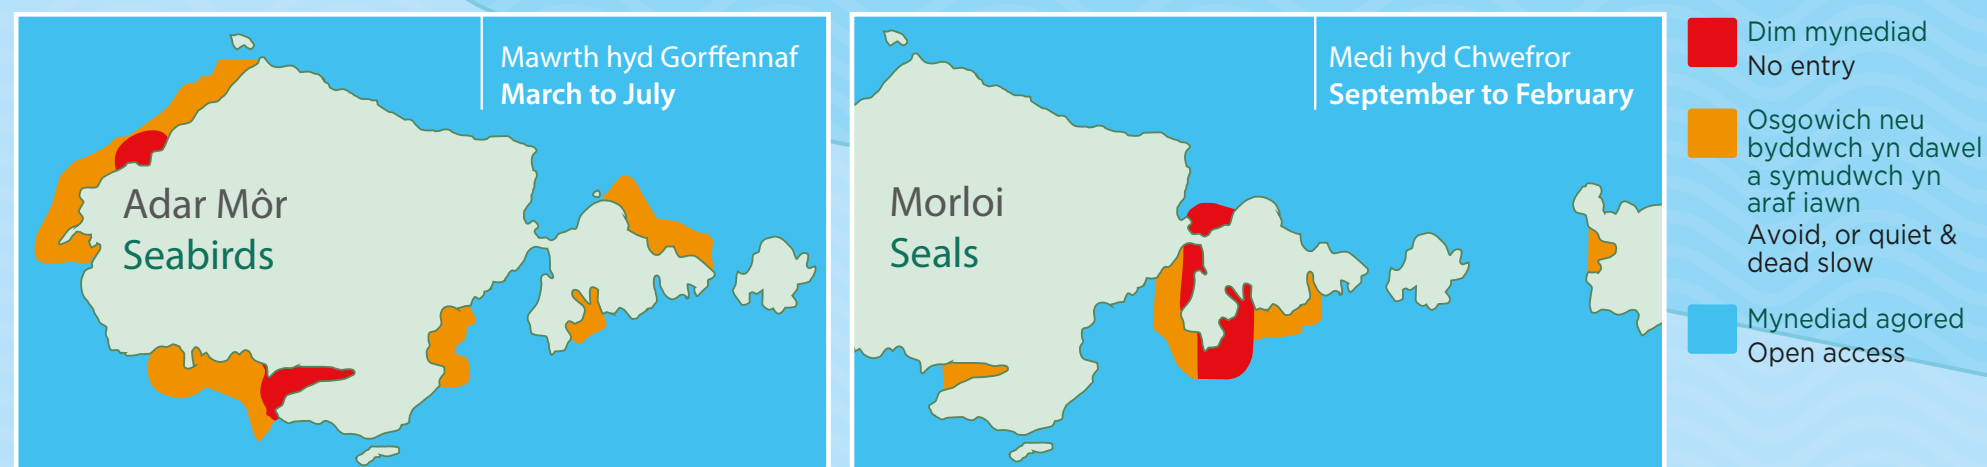 Mawrth hyd Gorffennaf
March to July
Adar Môr
Seabirds
Medi hyd Chwefror
September to February
Morloi
Seals
Dim mynediad
No entry
Osgowich neu
byddwch yn dawel
a symudwch yn
araf iawn
Avoid, or quiet &
dead slow
Mynediad agored
Open access